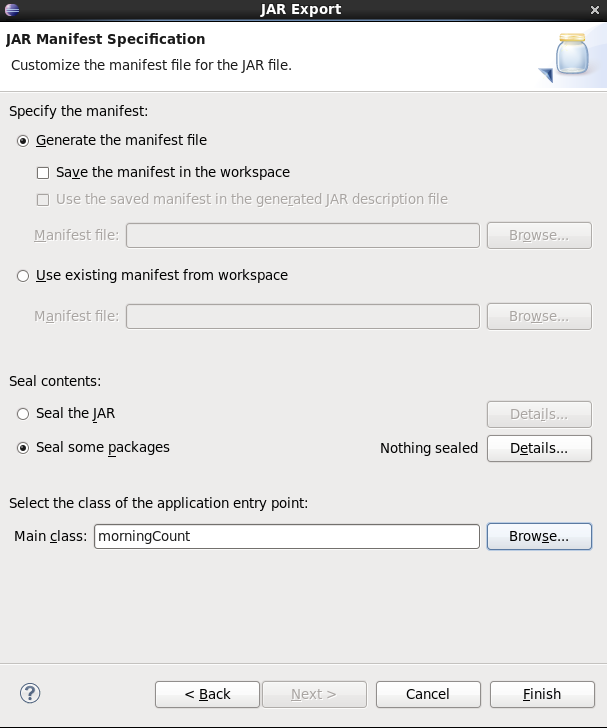 JAR Export
JAR Manifest Specification
Customize the manifest file for the JAR file.
Specify the manifest:
Generate the manifest file
Save the manifest in the workspace
Use the saved manifest in the generated JAR description file
Manifest file: Browse...
Use existing manifest from workspace
Manifest file: Browse...
Seal contents:
Seal the JAR Details...
Seal some packages Nothing sealed Details...
Select the class of the application entry point:
Main class: morningCount Browse...
? < Back Next > Cancel Finish